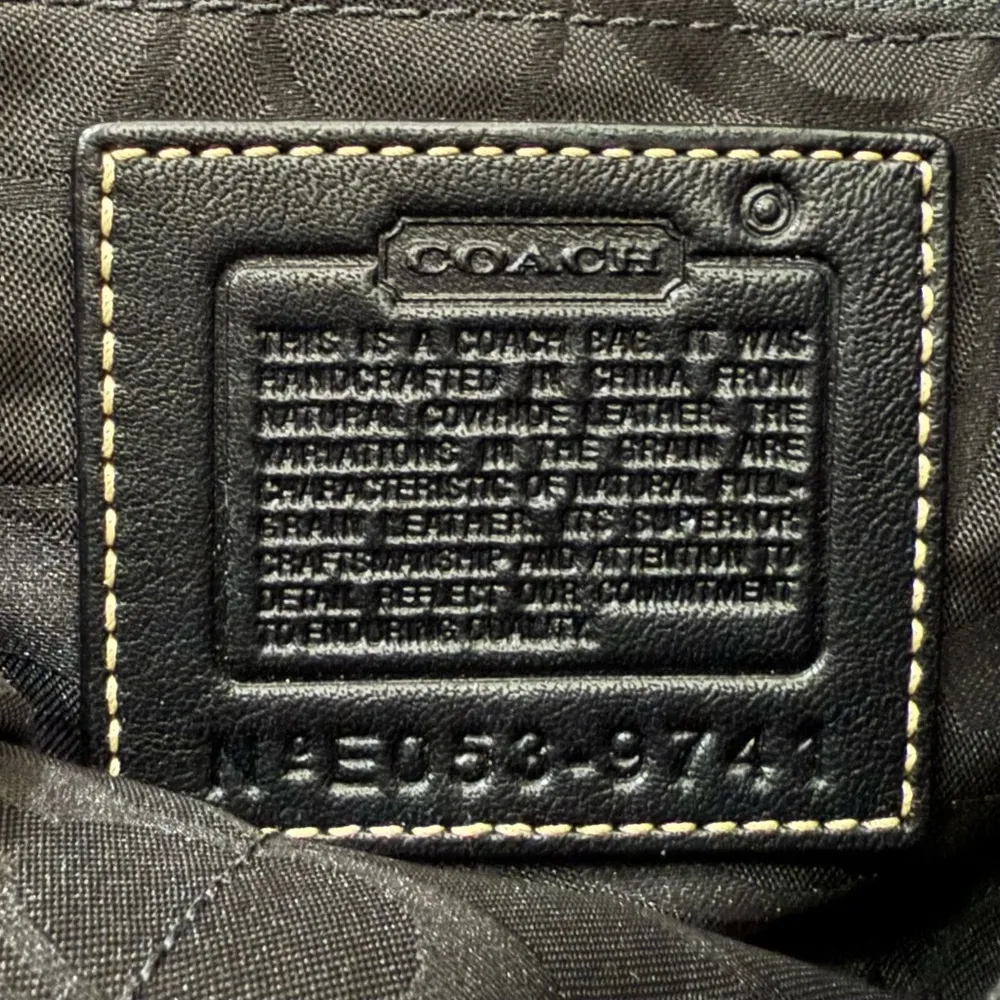 COACH
THIS IS A COACH BAG. IT WAS
HANDCRAFTED IN CHINA FROM
NATURAL COWHIDE LEATHER. THE
VARIATIONS IN THE GRAIN ARE
CHARACTERISTIC OF NATURAL FULL-
GRAIN LEATHER. ITS SUPERIOR
CRAFTSMANSHIP AND ATTENTION TO
DETAIL REFLECT OUR COMMITMENT
TO ENDURING QUALITY.